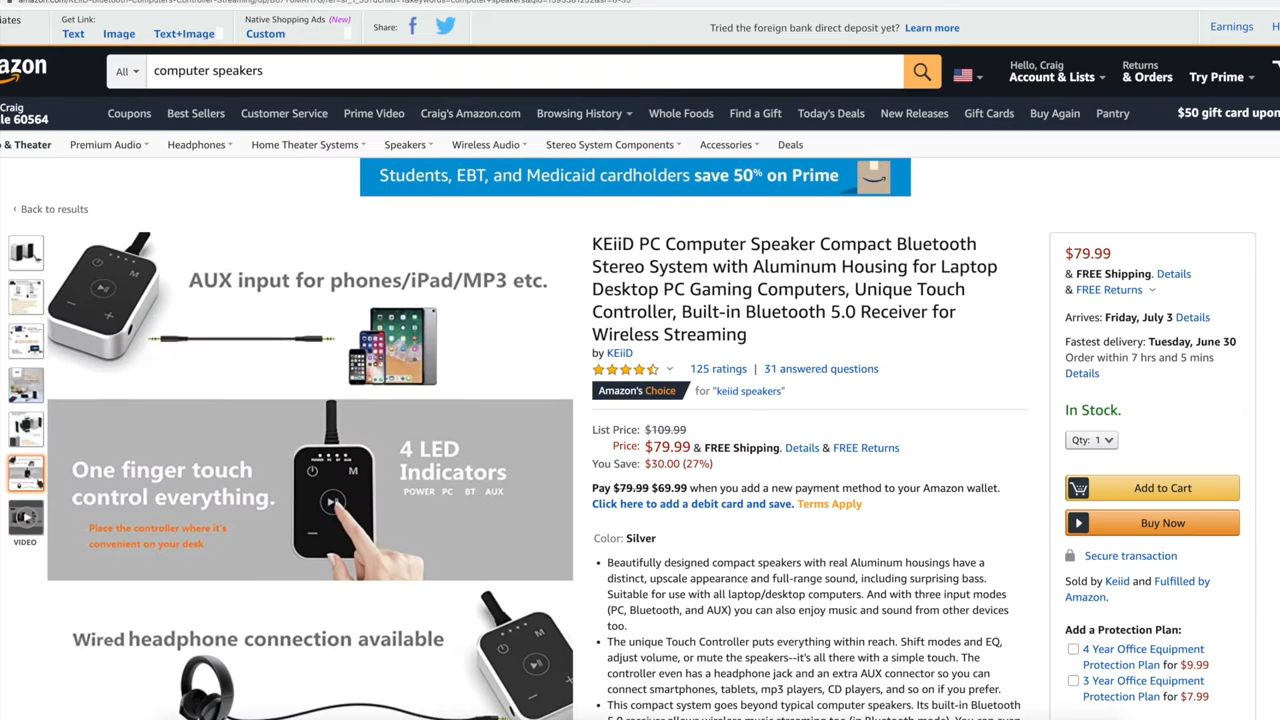 iates
Get Link:
Text Image Text+Image
Native Shopping Ads (New)
Custom
Share:
Tried the foreign bank direct deposit yet? Learn more
Earnings H
azon
All
computer speakers
Hello, Craig
Account & Lists
Returns
& Orders
Try Prime
Craig
le 60564
Coupons Best Sellers Customer Service Prime Video Craig's Amazon.com Browsing History Whole Foods Find a Gift Today's Deals New Releases Gift Cards Buy Again Pantry
$50 gift card upon
& Theater Premium Audio Headphones Home Theater Systems Speakers Wireless Audio Stereo System Components Accessories Deals
Students, EBT, and Medicaid cardholders save 50% on Prime
‹ Back to results
AUX input for phones/iPad/MP3 etc.
One finger touch
control everything.
Place the controller where it's
convenient on your desk
4 LED
Indicators
POWER PC BT AUX
M
Wired headphone connection available
VIDEO
KEiiD PC Computer Speaker Compact Bluetooth
Stereo System with Aluminum Housing for Laptop
Desktop PC Gaming Computers, Unique Touch
Controller, Built-in Bluetooth 5.0 Receiver for
Wireless Streaming
by KEiiD
125 ratings | 31 answered questions
Amazon's Choice for "keiid speakers"
List Price: $109.99
Price: $79.99 & FREE Shipping. Details & FREE Returns
You Save: $30.00 (27%)
Pay $79.99 $69.99 when you add a new payment method to your Amazon wallet.
Click here to add a debit card and save. Terms Apply
Color: Silver
• Beautifully designed compact speakers with real Aluminum housings have a
distinct, upscale appearance and full-range sound, including surprising bass.
Suitable for use with all laptop/desktop computers. And with three input modes
(PC, Bluetooth, and AUX) you can also enjoy music and sound from other devices
too.
• The unique Touch Controller puts everything within reach. Shift modes and EQ,
adjust volume, or mute the speakers--it's all there with a simple touch. The
controller even has a headphone jack and an extra AUX connector so you can
connect smartphones, tablets, mp3 players, CD players, and so on if you prefer.
• This compact system goes beyond typical computer speakers. Its built-in Bluetooth
5.0 receiver allows wireless music streaming too (in Bluetooth mode). You can even
$79.99
& FREE Shipping. Details
& FREE Returns
Arrives: Friday, July 3 Details
Fastest delivery: Tuesday, June 30
Order within 7 hrs and 5 mins
Details
In Stock.
Qty: 1
Add to Cart
Buy Now
Secure transaction
Sold by Keiid and Fulfilled by
Amazon.
Add a Protection Plan:
4 Year Office Equipment
Protection Plan for $9.99
3 Year Office Equipment
Protection Plan for $7.99